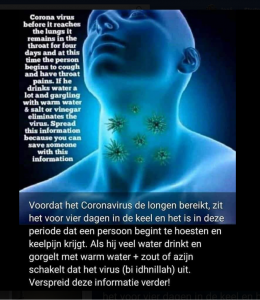 Corona virus
before it reaches
the lungs it
remains in the
throat for four
days and at this
time the person
begins to cough
and have throat
pains. If he
drinks water a
lot and gargling
with warm water
& salt or vinegar
eliminates the
virus. Spread
this information
because you can
save someone
with this
information
Voordat het Coronavirus de longen bereikt, zit
het voor vier dagen in de keel en het is in deze
periode dat een persoon begint te hoesten en
keelpijn krijgt. Als hij veel water drinkt en
gorgelt met warm water + zout of azijn
schakelt dat het virus (bi idhnillah) uit.
Verspreid deze informatie verder!